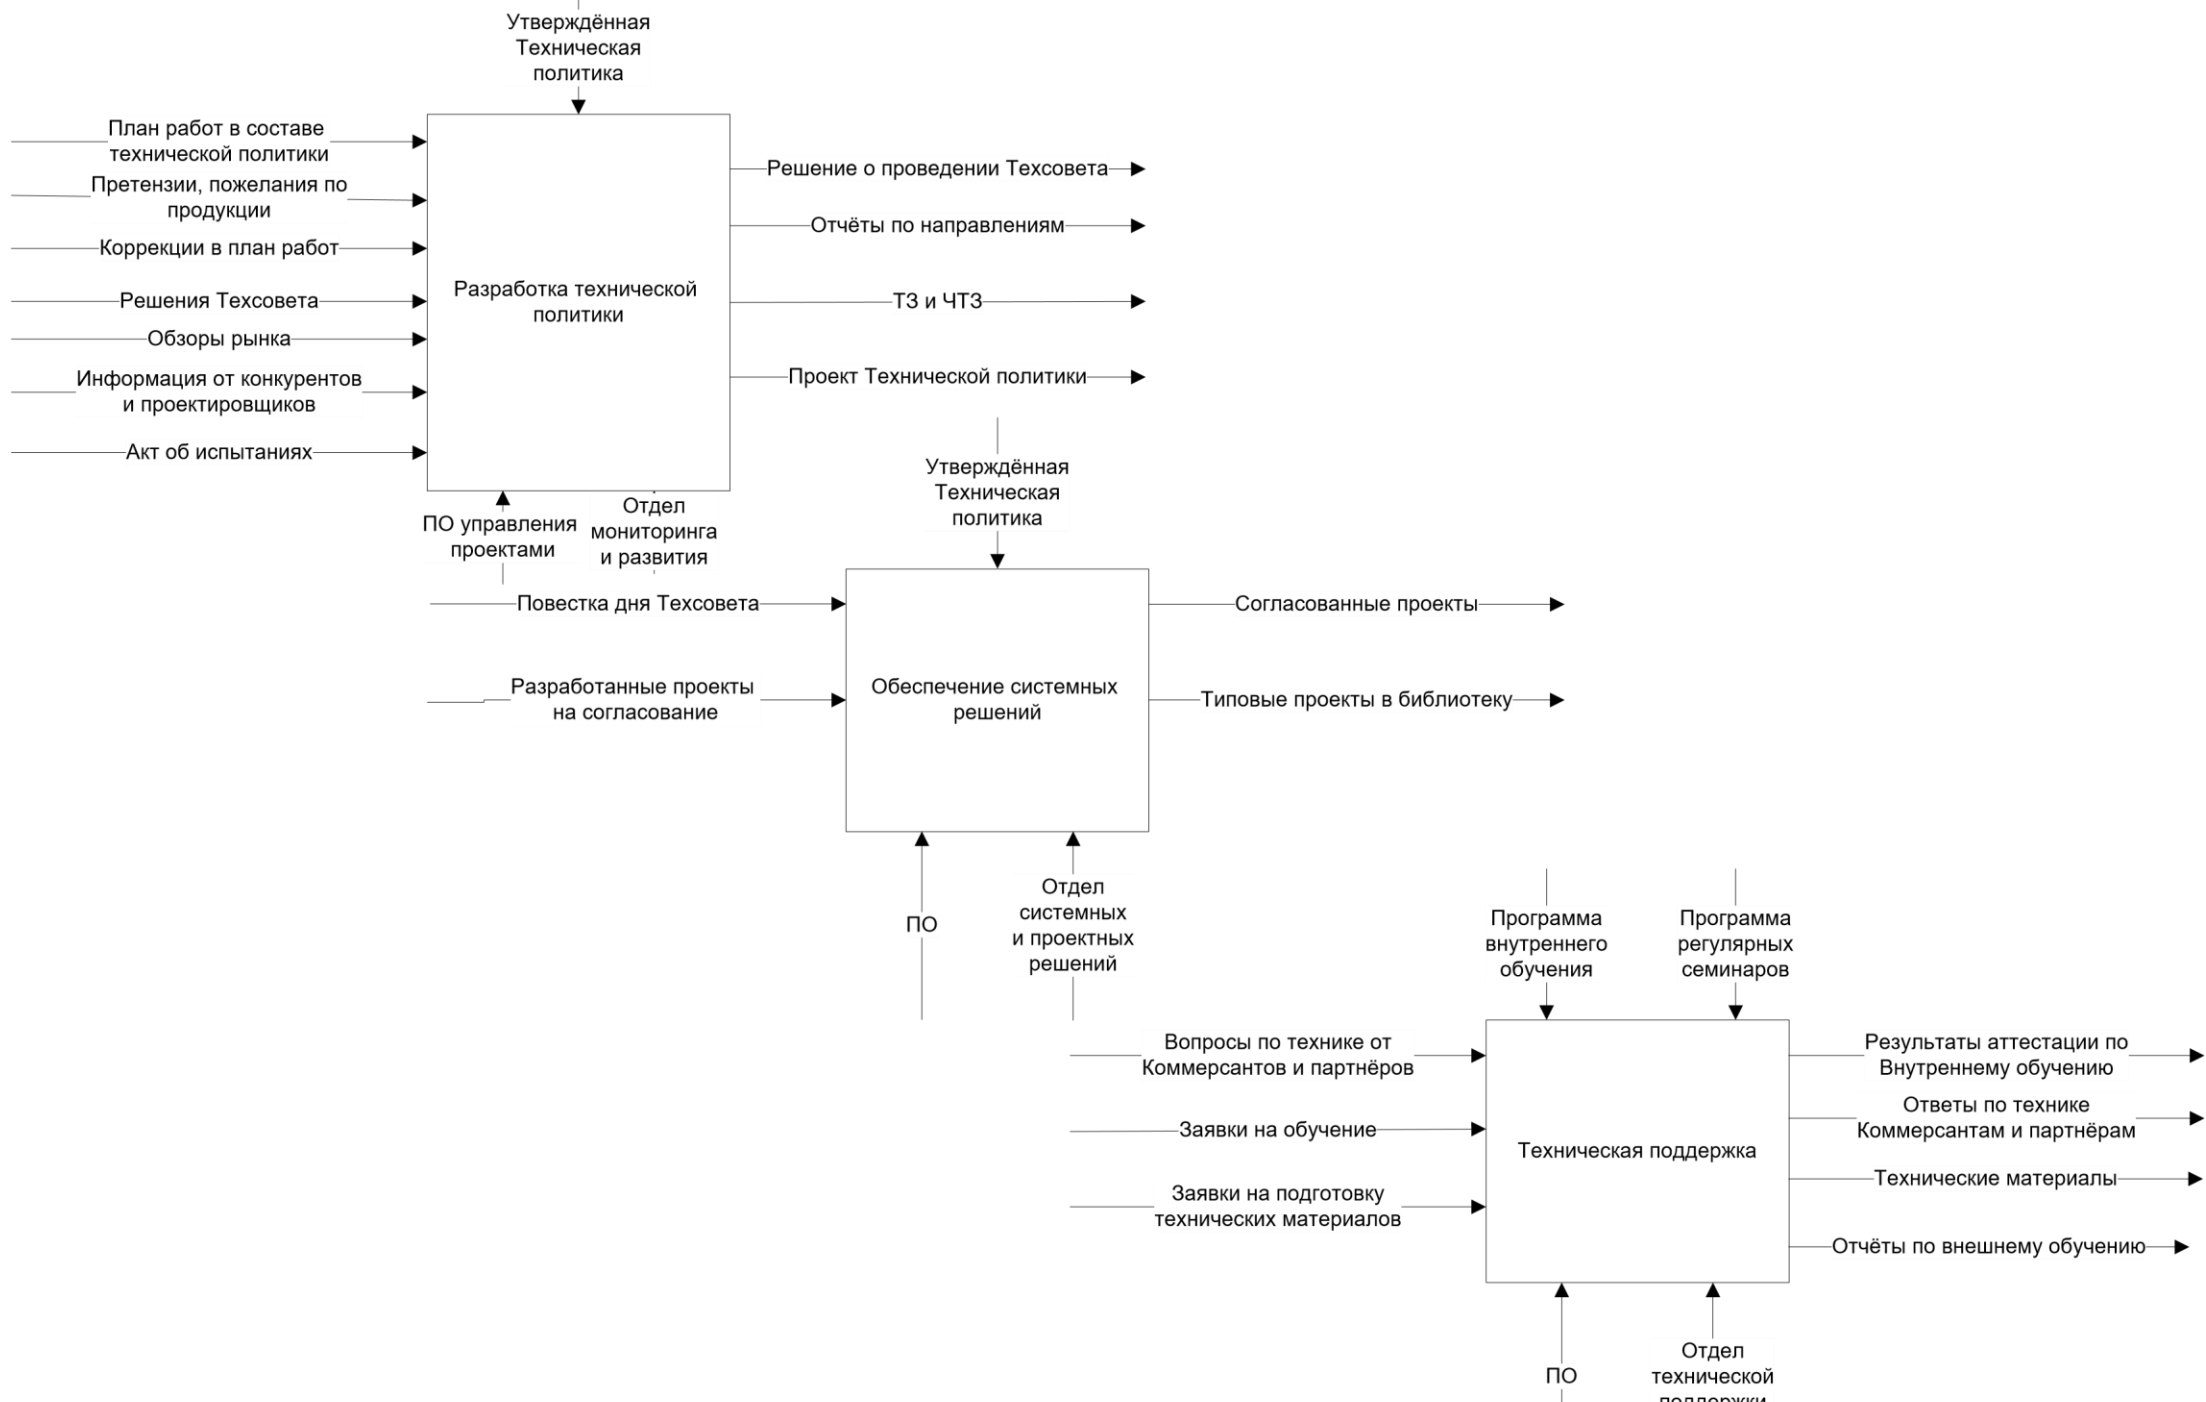 Утверждённая
Техническая
политика
План работ в составе
технической политики
Претензии, пожелания по
продукции
Коррекции в план работ
Решения Техсовета
Обзоры рынка
Информация от конкурентов
и проектировщиков
Акт об испытаниях
Разработка технической
политики
Решение о проведении Техсовета
Отчёты по направлениям
ТЗ и ЧТЗ
Проект Технической политики
ПО управления
проектами
Отдел
мониторинга
и развития
Утверждённая
Техническая
политика
Повестка дня Техсовета
Разработанные проекты
на согласование
Обеспечение системных
решений
Согласованные проекты
Типовые проекты в библиотеку
ПО
Отдел
системных
и проектных
решений
Программа
внутреннего
обучения
Программа
регулярных
семинаров
Вопросы по технике от
Коммерсантов и партнёров
Заявки на обучение
Заявки на подготовку
технических материалов
Техническая поддержка
Результаты аттестации по
Внутреннему обучению
Ответы по технике
Коммерсантам и партнёрам
Технические материалы
Отчёты по внешнему обучению
ПО
Отдел
технической
поддержки